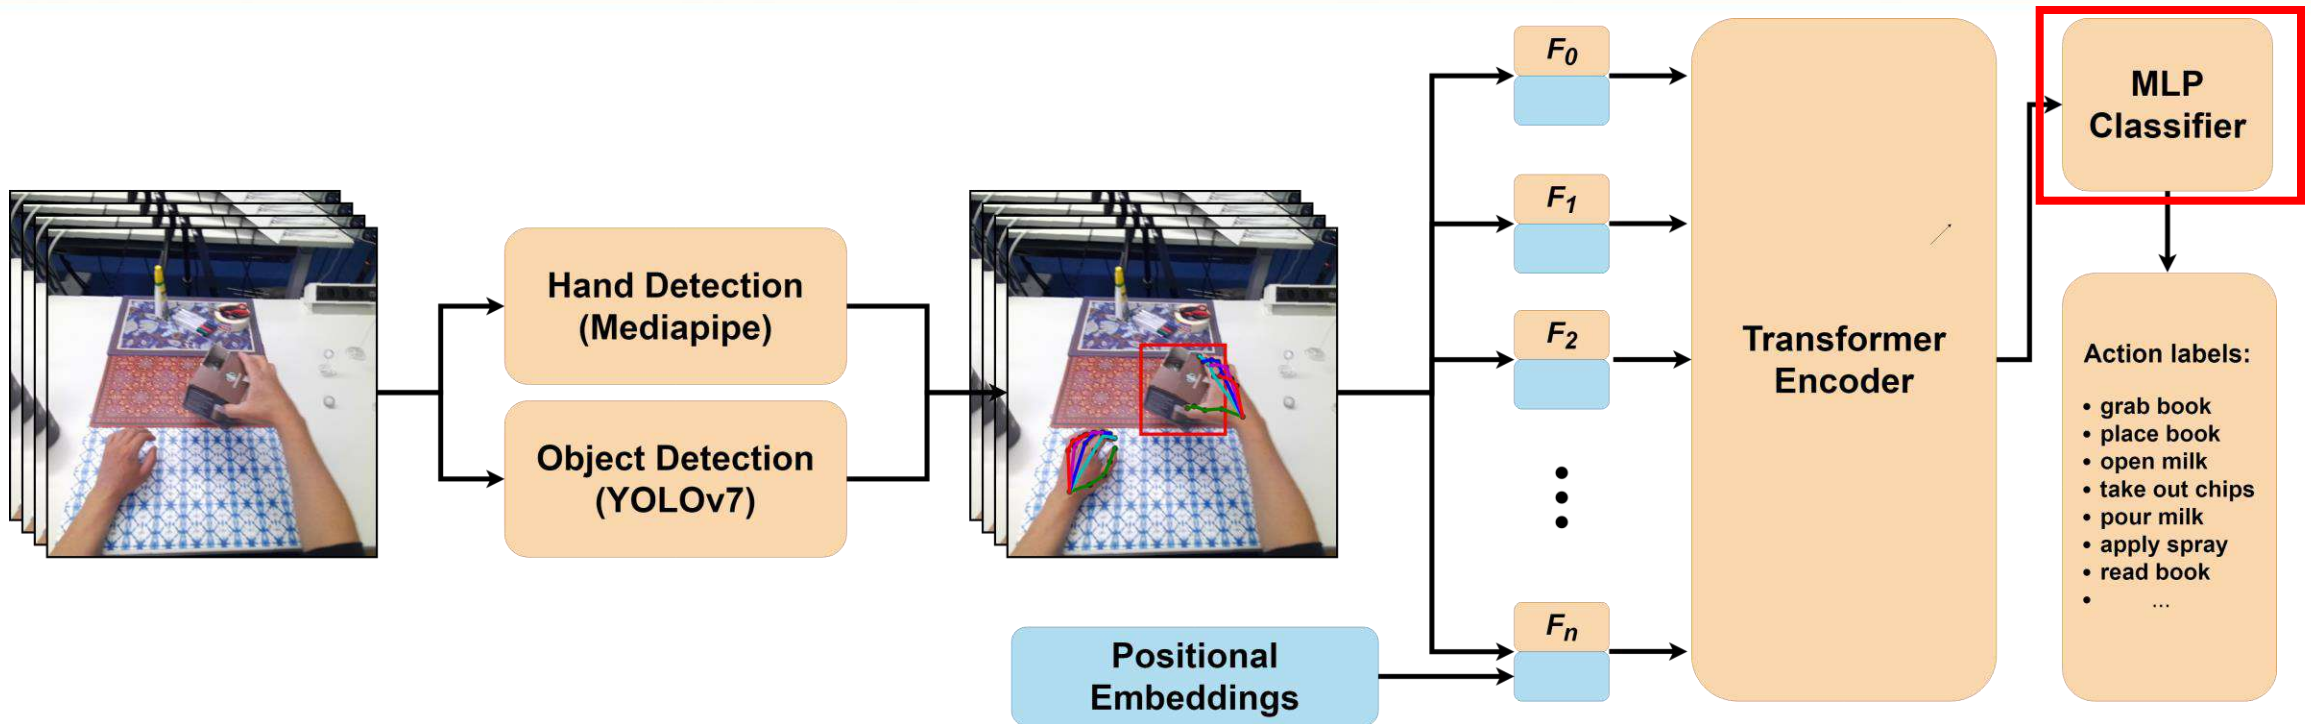 Hand Detection
(Mediapipe)
Object Detection
(YOLOv7)
Positional
Embeddings
F0
F1
F2
Fn
Transformer
Encoder
MLP
Classifier
Action labels:
• grab book
• place book
• open milk
• take out chips
• pour milk
• apply spray
• read book
• ...